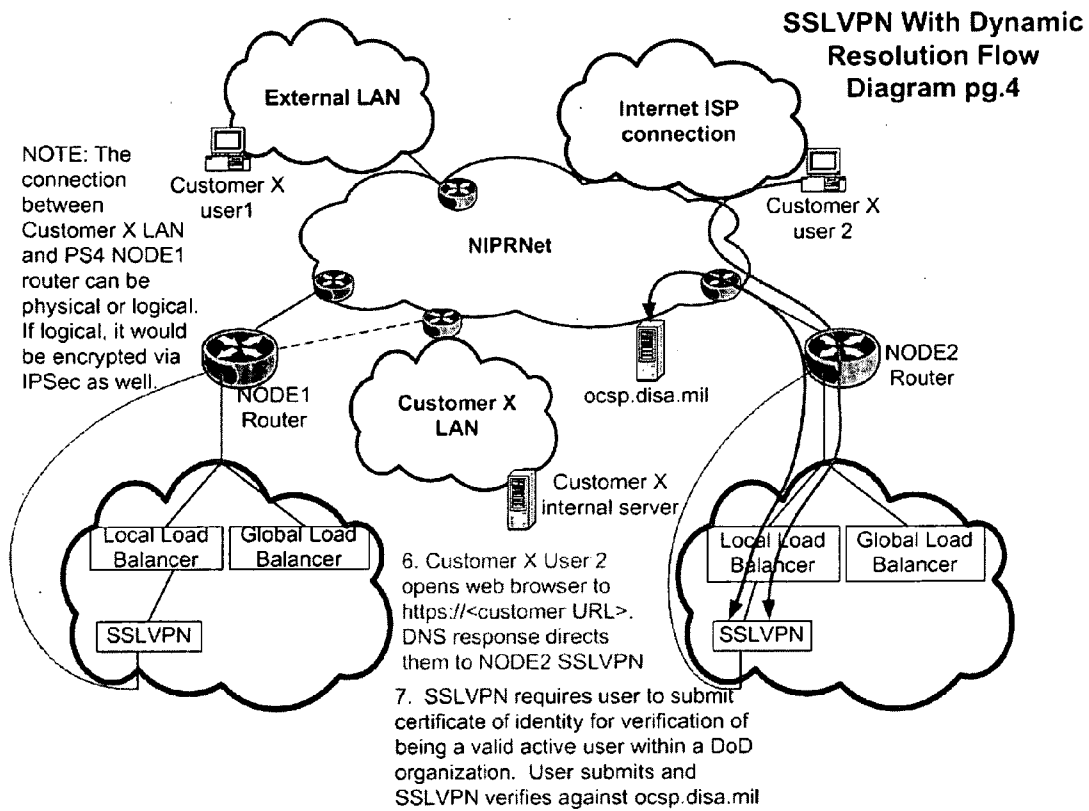 SSLVPN With Dynamic
Resolution Flow
Diagram pg.4
External LAN
Internet ISP
connection
NOTE: The
connection
between
Customer X LAN
and PS4 NODE1
router can be
physical or logical.
If logical, it would
be encrypted via
IPSec as well.
Customer X
user1
Customer X
user 2
NIPRNet
NODE1
Router
Customer X
LAN
ocsp.disa.mil
NODE2
Router
Customer X
internal server
Local Load
Balancer
Global Load
Balancer
SSLVPN
6. Customer X User 2
opens web browser to
https://<customer URL>.
DNS response directs
them to NODE2 SSLVPN
Local Load
Balancer
Global Load
Balancer
SSLVPN
7. SSLVPN requires user to submit
certificate of identity for verification of
being a valid active user within a DoD
organization. User submits and
SSLVPN verifies against ocsp.disa.mil